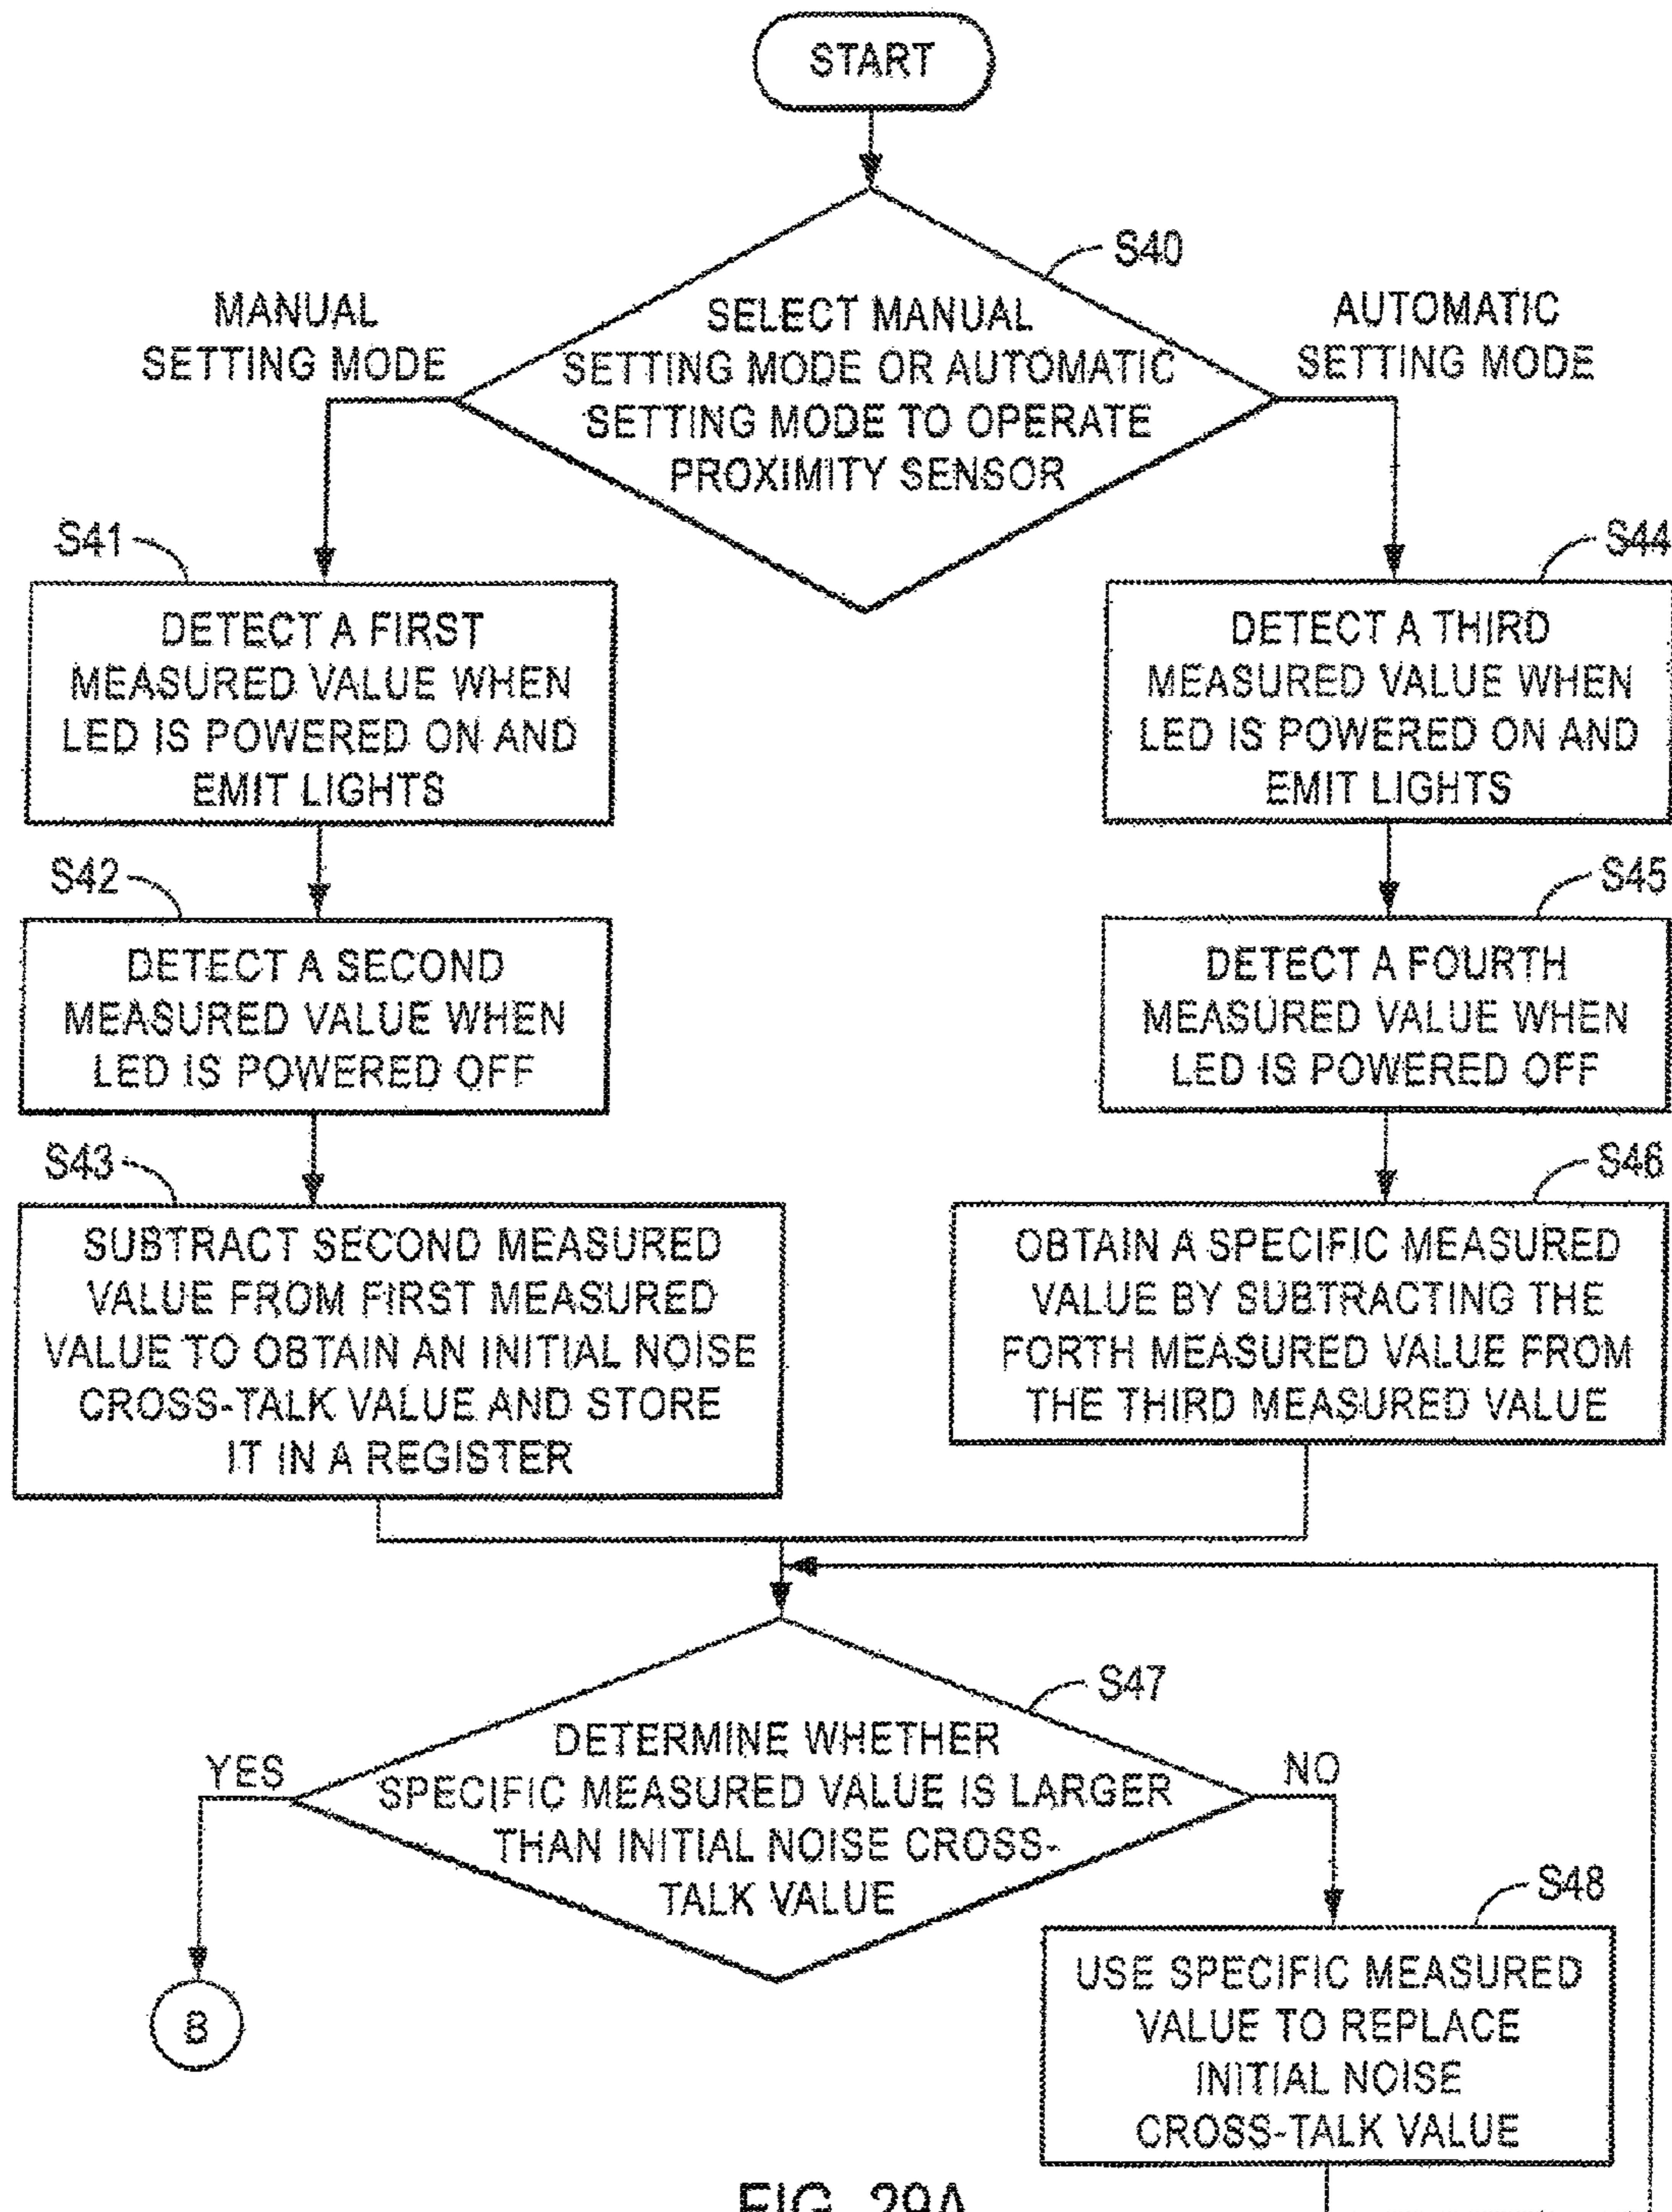 START
S40
MANUAL
SETTING MODE
SELECT MANUAL
SETTING MODE OR AUTOMATIC
SETTING MODE TO OPERATE
PROXIMITY SENSOR
AUTOMATIC
SETTING MODE
S41
DETECT A FIRST
MEASURED VALUE WHEN
LED IS POWERED ON AND
EMIT LIGHTS
S44
DETECT A THIRD
MEASURED VALUE WHEN
LED IS POWERED ON AND
EMIT LIGHTS
S42
DETECT A SECOND
MEASURED VALUE WHEN
LED IS POWERED OFF
S45
DETECT A FOURTH
MEASURED VALUE WHEN
LED IS POWERED OFF
S43
SUBTRACT SECOND MEASURED
VALUE FROM FIRST MEASURED
VALUE TO OBTAIN AN INITIAL NOISE
CROSS-TALK VALUE AND STORE
IT IN A REGISTER
S46
OBTAIN A SPECIFIC MEASURED
VALUE BY SUBTRACTING THE
FORTH MEASURED VALUE FROM
THE THIRD MEASURED VALUE
S47
DETERMINE WHETHER
SPECIFIC MEASURED VALUE IS LARGER
THAN INITIAL NOISE CROSS-
TALK VALUE
YES
NO
B
S48
USE SPECIFIC MEASURED
VALUE TO REPLACE
INITIAL NOISE
CROSS-TALK VALUE
FIG. 29A